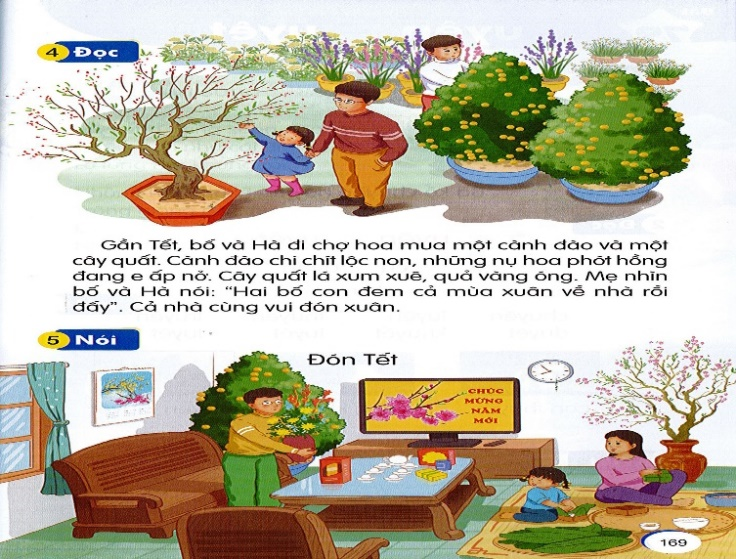 4 Đọc
Gần Tết, bố và Hà đi chợ hoa mua một cành đào và một
cây quất. Cành đào chi chít lộc non, những nụ hoa phớt hồng
đang e ấp nở. Cây quất lá xum xuê, quả vàng óng. Mẹ nhìn
bố và Hà nói: “Hai bố con đem cả mùa xuân về nhà rồi
đấy”. Cả nhà cùng vui đón xuân.
5 Nói
Đón Tết
CHÚC
MỪNG
NĂM
MỚI
169